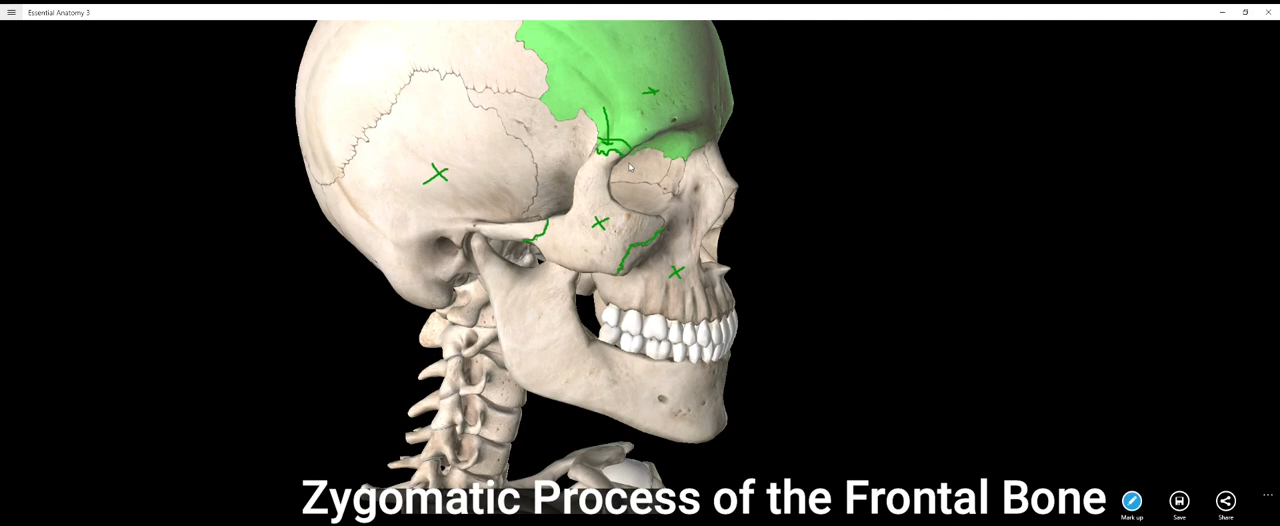 Essential Anatomy 3
Zygomatic Process of the Frontal Bone
Mark up
Save
Share